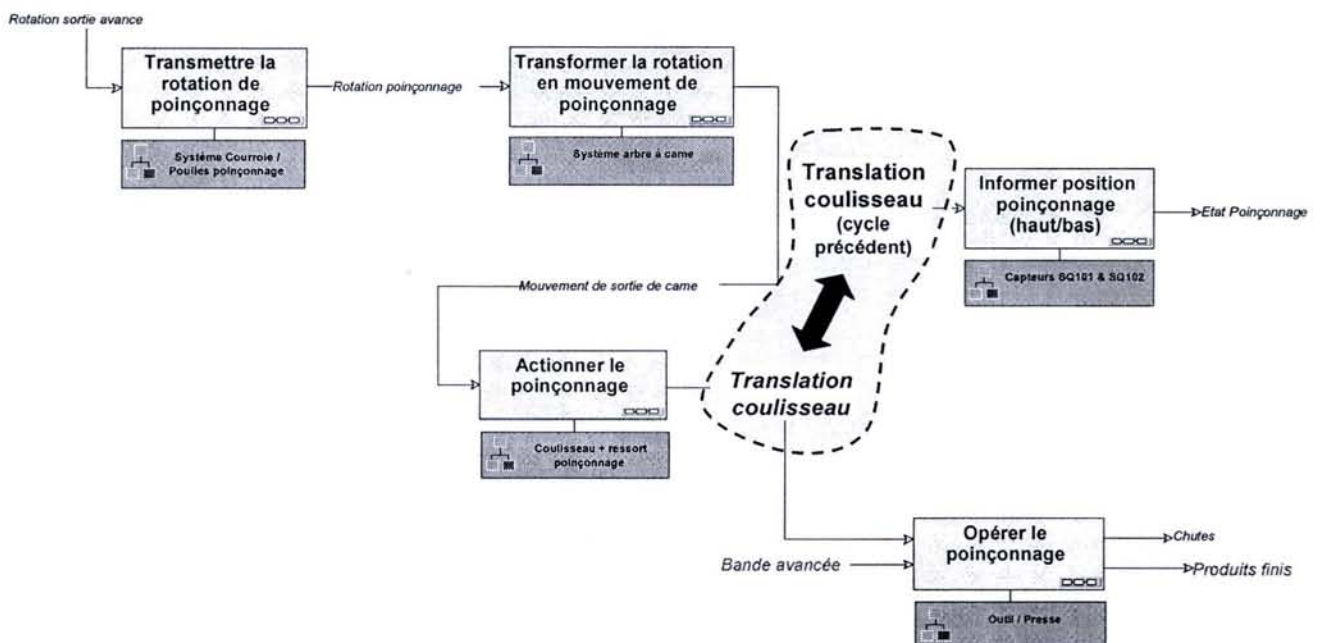 Rotation sortie avance
Transmettre la
rotation de
poinçonnage
Système Courroie /
Poulies poinçonnage
Rotation poinçonnage
Transformer la rotation
en mouvement de
poinçonnage
Système arbre à came
Translation
coulisseau
(cycle
précédent)
Informer position
poinçonnage
(haut/bas)
Capteurs SQ101 & SQ102
Etat Poinçonnage
Mouvement de sortie de came
Actionner le
poinçonnage
Coulisseau + ressort
poinçonnage
Translation
coulisseau
Bande avancée
Opérer le
poinçonnage
Outil / Presse
Chutes
Produits finis